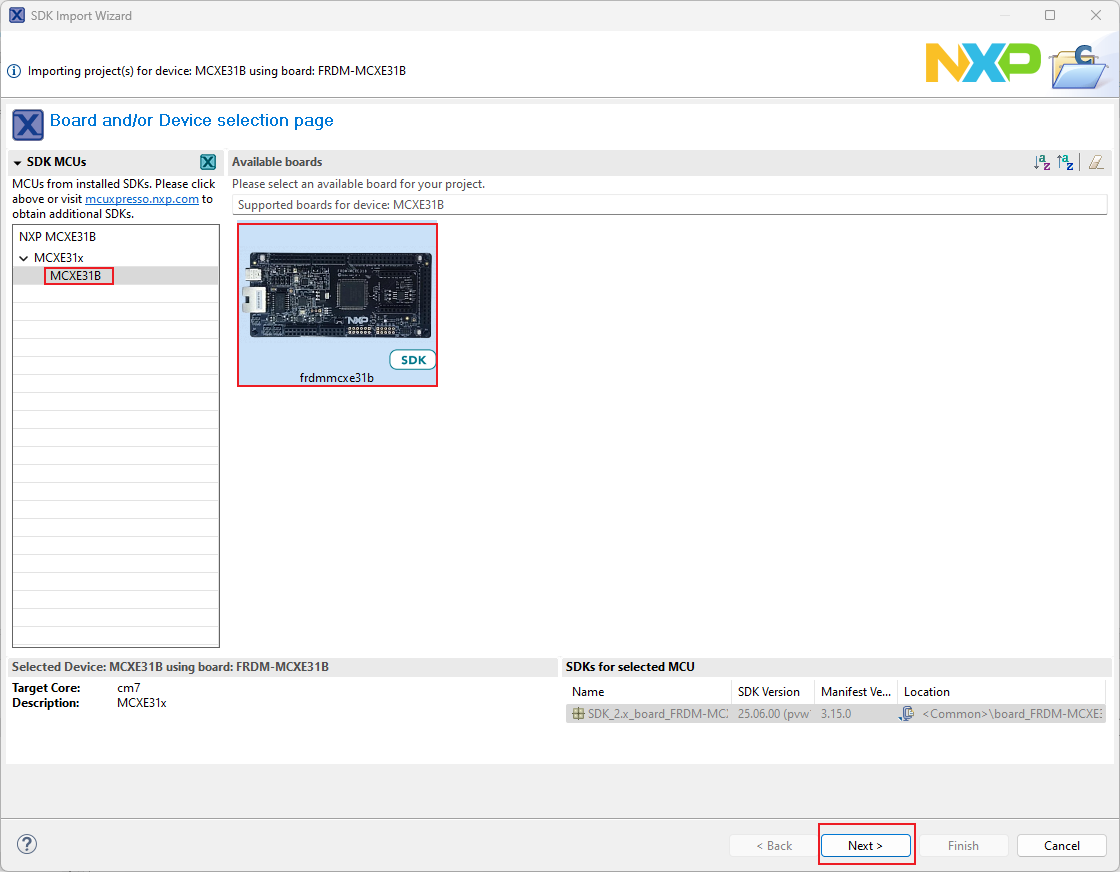 SDK Import Wizard
Importing project(s) for device: MCXE31B using board: FRDM-MCXE31B
NXP
C
Board and/or Device selection page
SDK MCUs
MCUs from installed SDKs. Please click
above or visit mcuxpresso.nxp.com to
obtain additional SDKs.
NXP MCXE31B
MCXE31x
MCXE31B
Available boards
Please select an available board for your project.
Supported boards for device: MCXE31B
NXP
SDK
frdmmcxe31b
Selected Device: MCXE31B using board: FRDM-MCXE31B
Target Core: cm7
Description: MCXE31x
SDKs for selected MCU
Name SDK Version Manifest Ve... Location
SDK_2.x_board_FRDM-MC 25.06.00 (pvw 3.15.0 <Common>\board_FRDM-MCXE
?
< Back Next > Finish Cancel